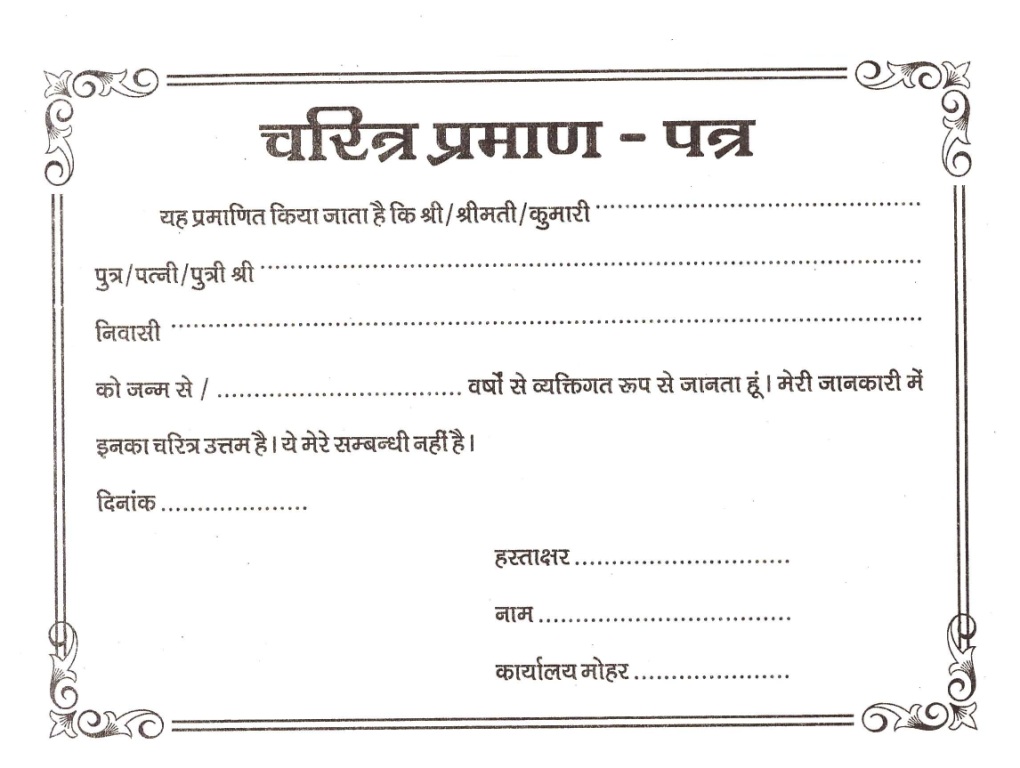 चरित्र प्रमाण - पत्र
यह प्रमाणित किया जाता है कि श्री/श्रीमती/कुमारी ..........................................................
पुत्र/पत्नी/पुत्री श्री ..........................................................
निवासी ..........................................................
को जन्म से / .................................. वर्षों से व्यक्तिगत रूप से जानता हूं। मेरी जानकारी में
इनका चरित्र उत्तम है। ये मेरे सम्बन्धी नहीं है।
दिनांक ....................
हस्ताक्षर ..............................
नाम ...................................
कार्यालय मोहर ......................